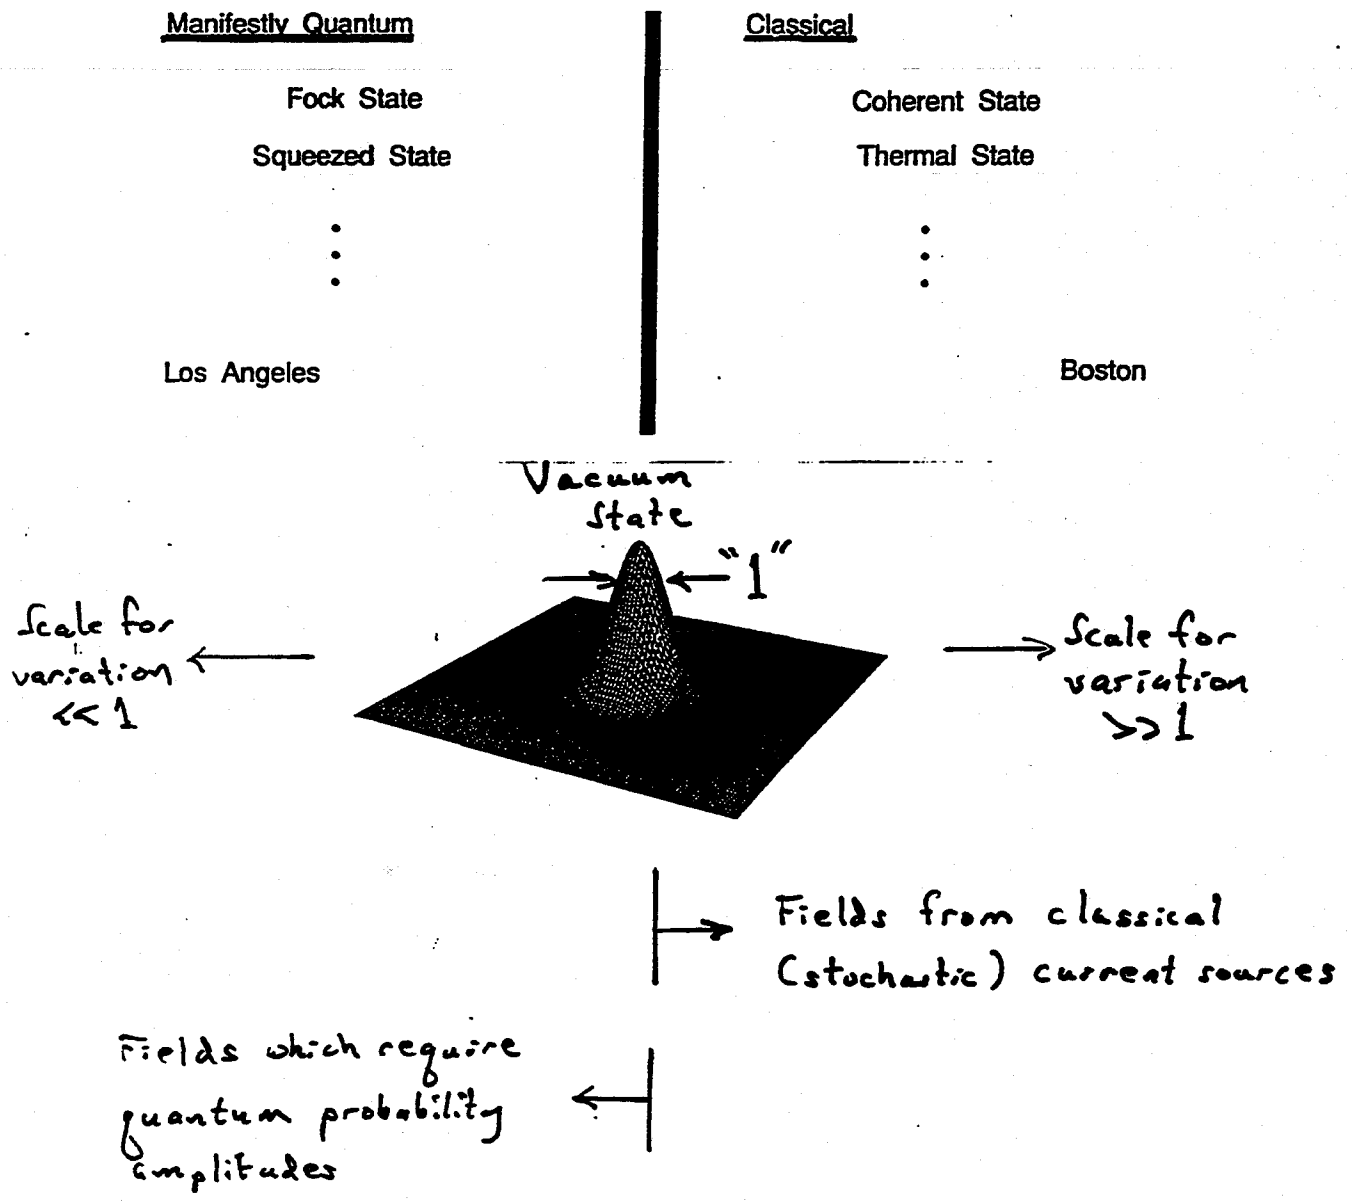 Manifestly Quantum
Classical
Fock State
Coherent State
Squeezed State
Thermal State
Los Angeles
Boston
Vacuum
State
"1"
Scale for
variation
<< 1
Scale for
variation
>> 1
Fields from classical
(stochastic) current sources
Fields which require
quantum probability
amplitudes